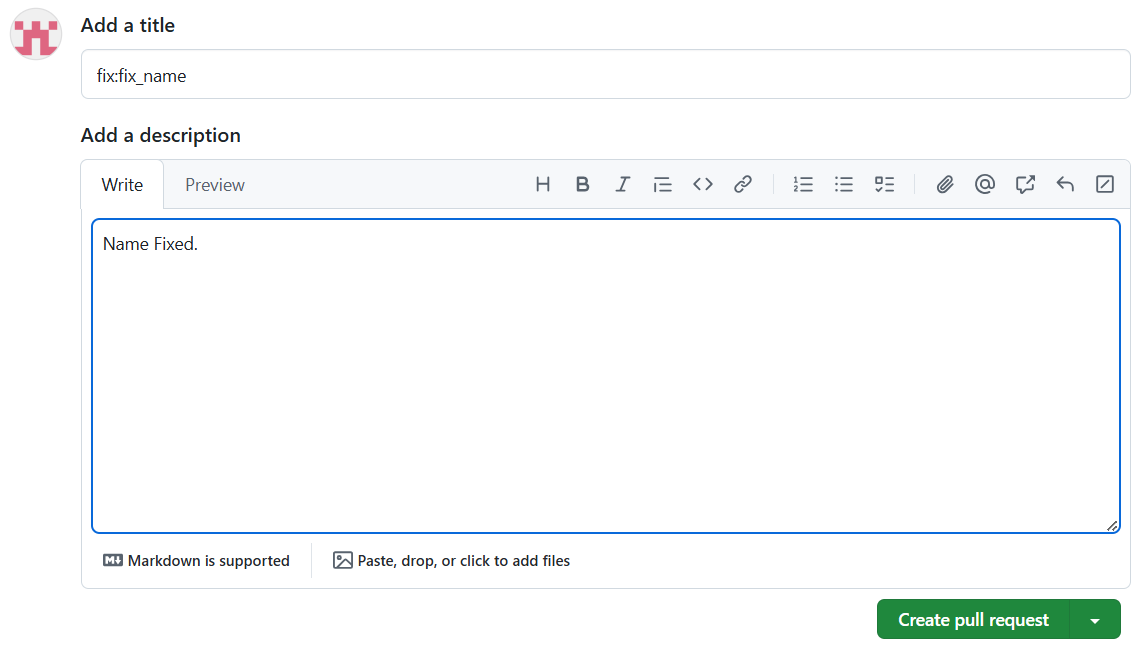 Add a title
fix:fix_name
Add a description
Write Preview
Name Fixed.
Markdown is supported Paste, drop, or click to add files
Create pull request